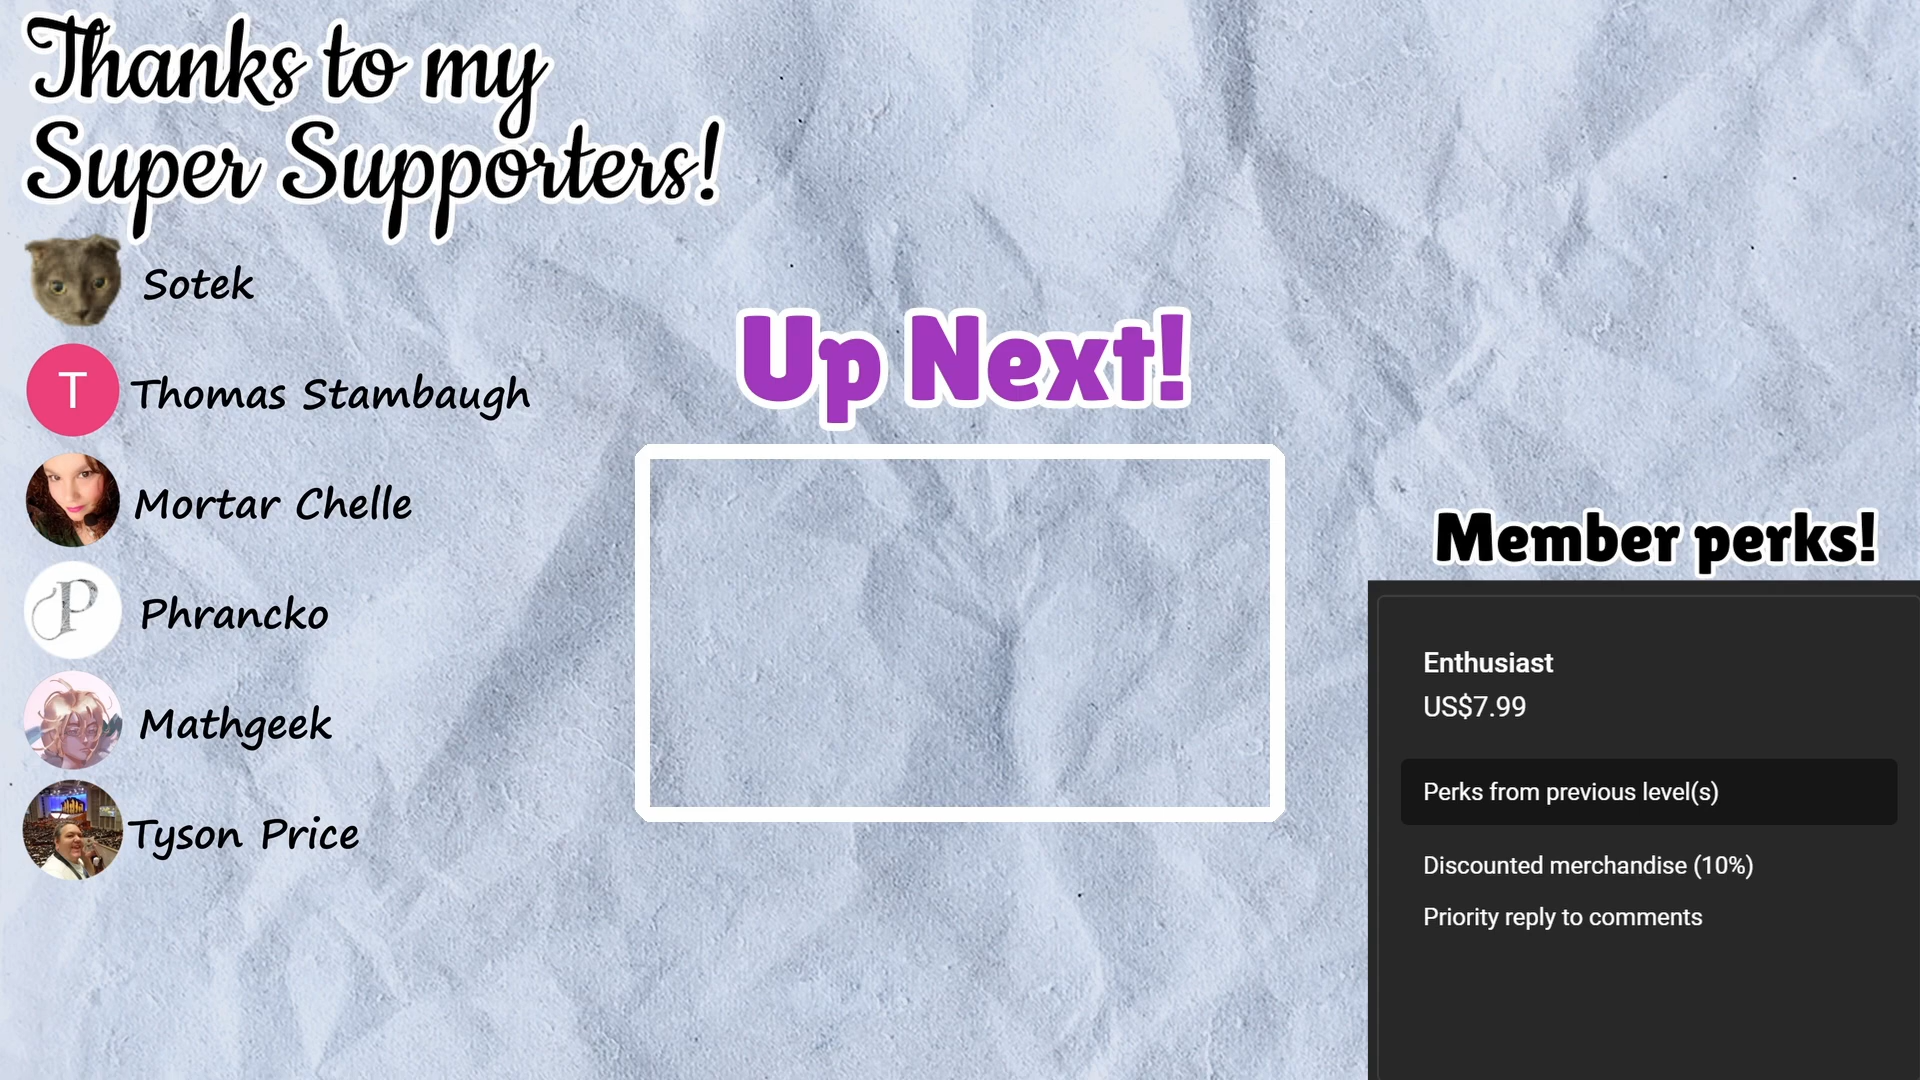 Thanks to my
Super Supporters!
Sotek
T
Thomas Stambaugh
Mortar Chelle
P
Phrancko
Mathgeek
Tyson Price
Up Next!
Member perks!
Enthusiast
US$7.99
Perks from previous level(s)
Discounted merchandise (10%)
Priority reply to comments